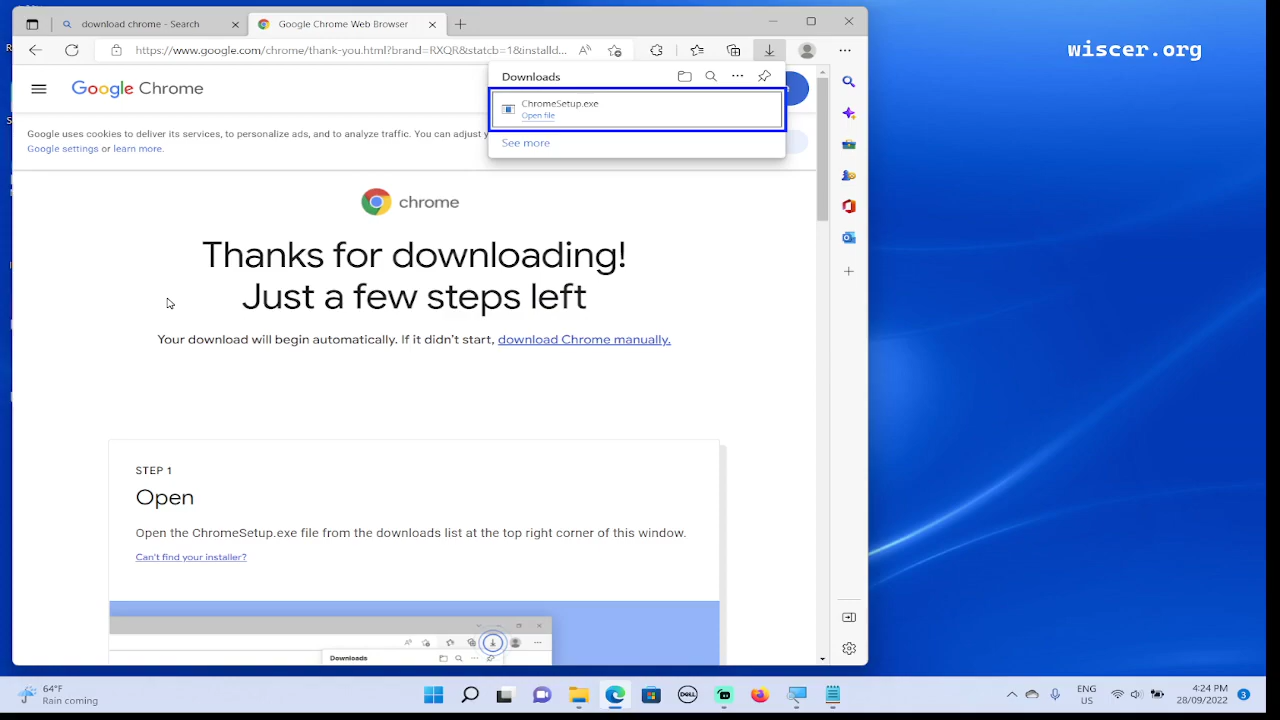 download chrome - Search
Google Chrome Web Browser
https://www.google.com/chrome/thank-you.html?brand=RXQR&statcb=1&installd...
wiscer.org
Downloads
Google Chrome
ChromeSetup.exe
Open file
See more
Google uses cookies to deliver its services, to personalize ads, and to analyze traffic. You can adjust y
Google settings or learn more.
chrome
Thanks for downloading!
Just a few steps left
Your download will begin automatically. If it didn't start, download Chrome manually.
STEP 1
Open
Open the ChromeSetup.exe file from the downloads list at the top right corner of this window.
Can't find your installer?
Downloads
64°F
Rain coming
DELL
ENG
US
4:24 PM
28/09/2022
3